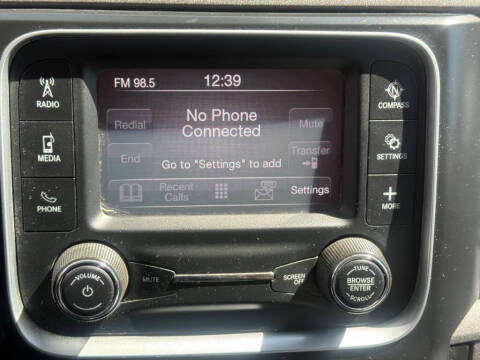 FM 98.5 12:39
No Phone
Connected
Redial
Mute
End
Transfer
Go to "Settings" to add
Recent
Calls
Settings
RADIO
MEDIA
PHONE
N
COMPASS
SETTINGS
MORE
VOLUME
MUTE
SCREEN
OFF
TUNE
BROWSE
ENTER
SCROLL